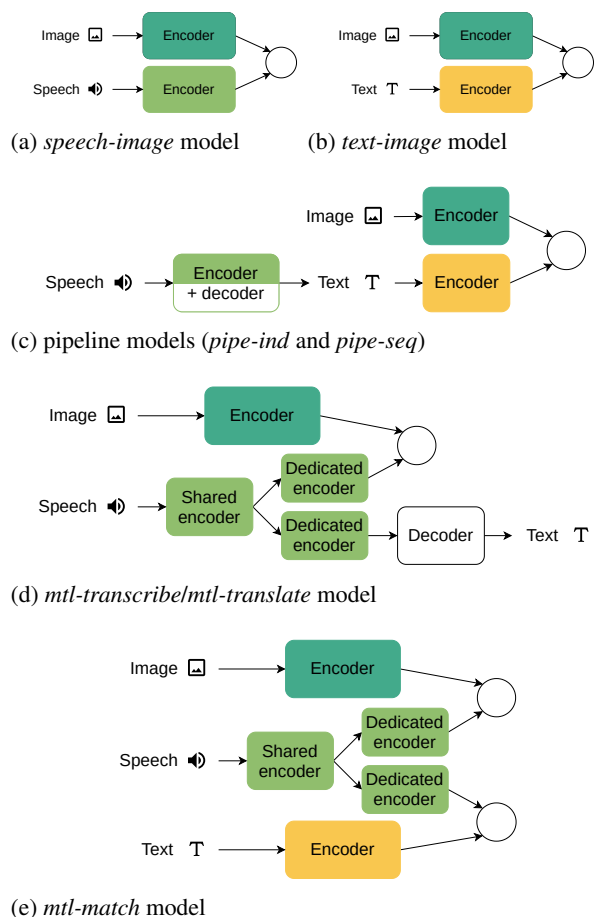 Image Encoder
Speech Encoder
(a) speech-image model
Image Encoder
Text T Encoder
(b) text-image model
Image Encoder
Speech Encoder + decoder Text T Encoder
(c) pipeline models (pipe-ind and pipe-seq)
Image Encoder
Speech Shared encoder Dedicated encoder
Dedicated encoder Decoder Text T
(d) mtl-transcribe/mtl-translate model
Image Encoder
Speech Shared encoder Dedicated encoder
Dedicated encoder
Text T Encoder
(e) mtl-match model